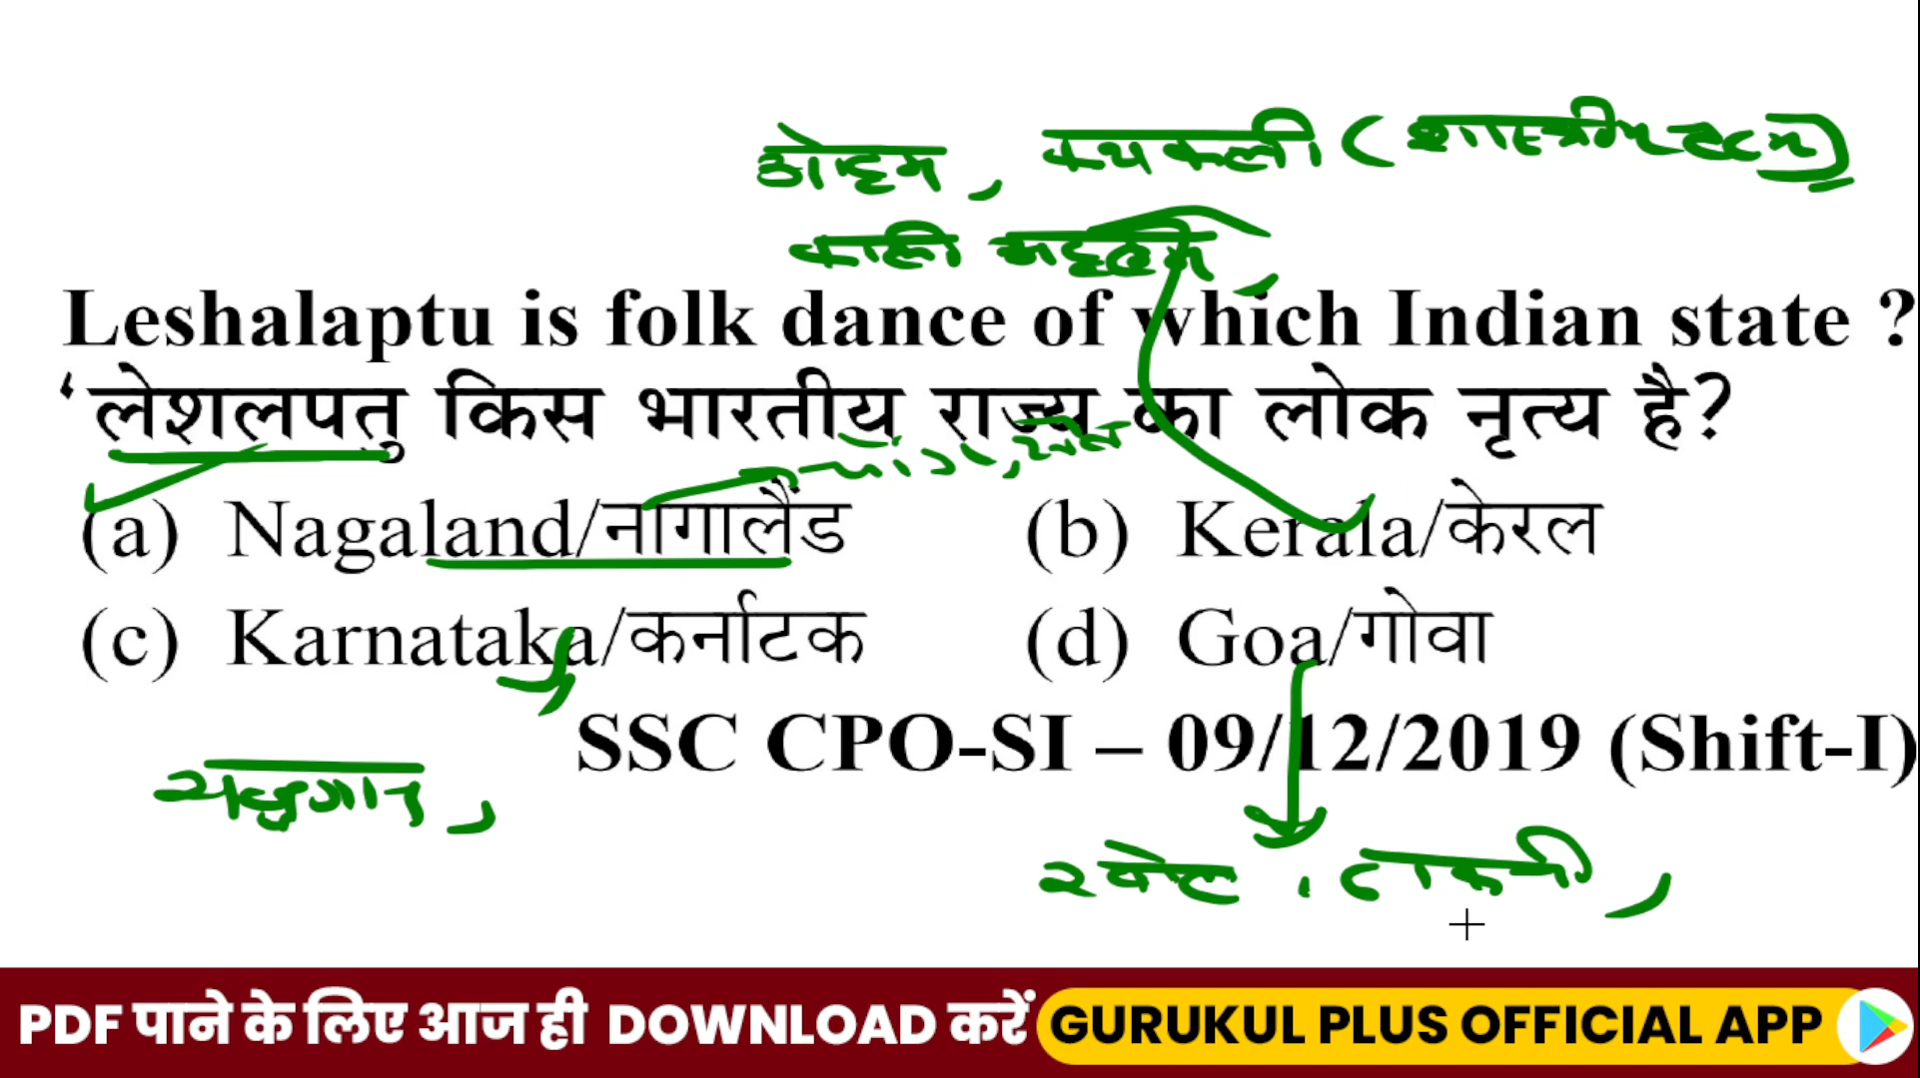 कथकली (शास्त्रीय
काली
Leshalaptu is folk dance of which Indian state ?
‘लेशलपतु किस भारतीय राज्य का लोक नृत्य है?
(a) Nagaland/नागालैंड (b) Kerala/केरल
(c) Karnataka/कर्नाटक (d) Goa/गोवा
SSC CPO-SI – 09/12/2019 (Shift-I)
PDF पाने के लिए आज ही DOWNLOAD करें GURUKUL PLUS OFFICIAL APP